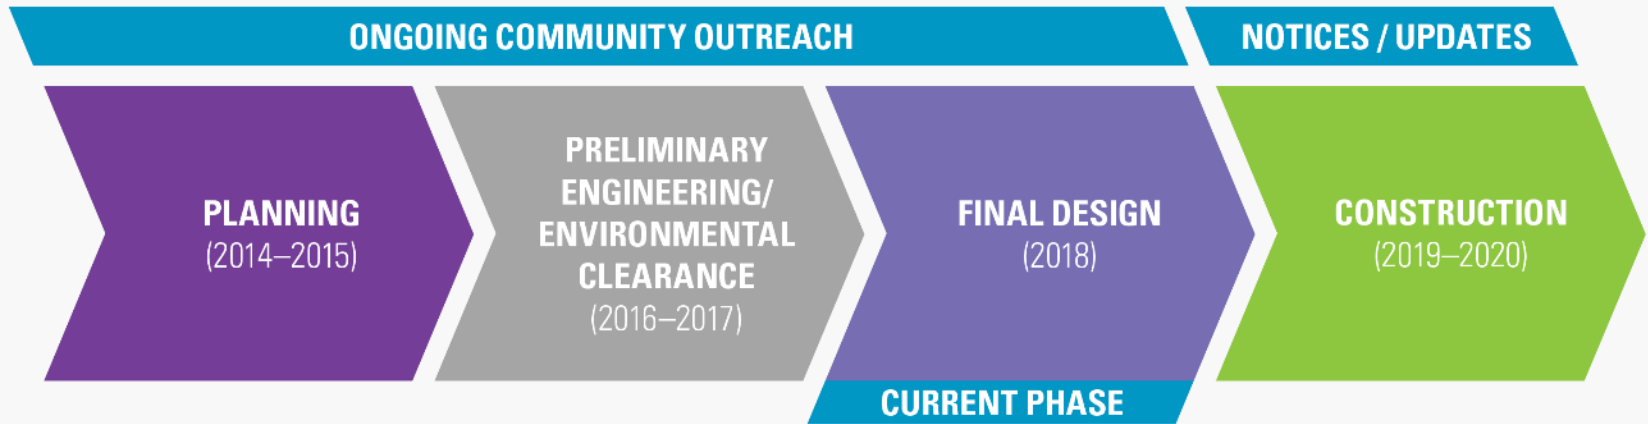 ONGOING COMMUNITY OUTREACH
NOTICES / UPDATES
PLANNING
(2014–2015)
PRELIMINARY
ENGINEERING/
ENVIRONMENTAL
CLEARANCE
(2016–2017)
FINAL DESIGN
(2018)
CURRENT PHASE
CONSTRUCTION
(2019–2020)